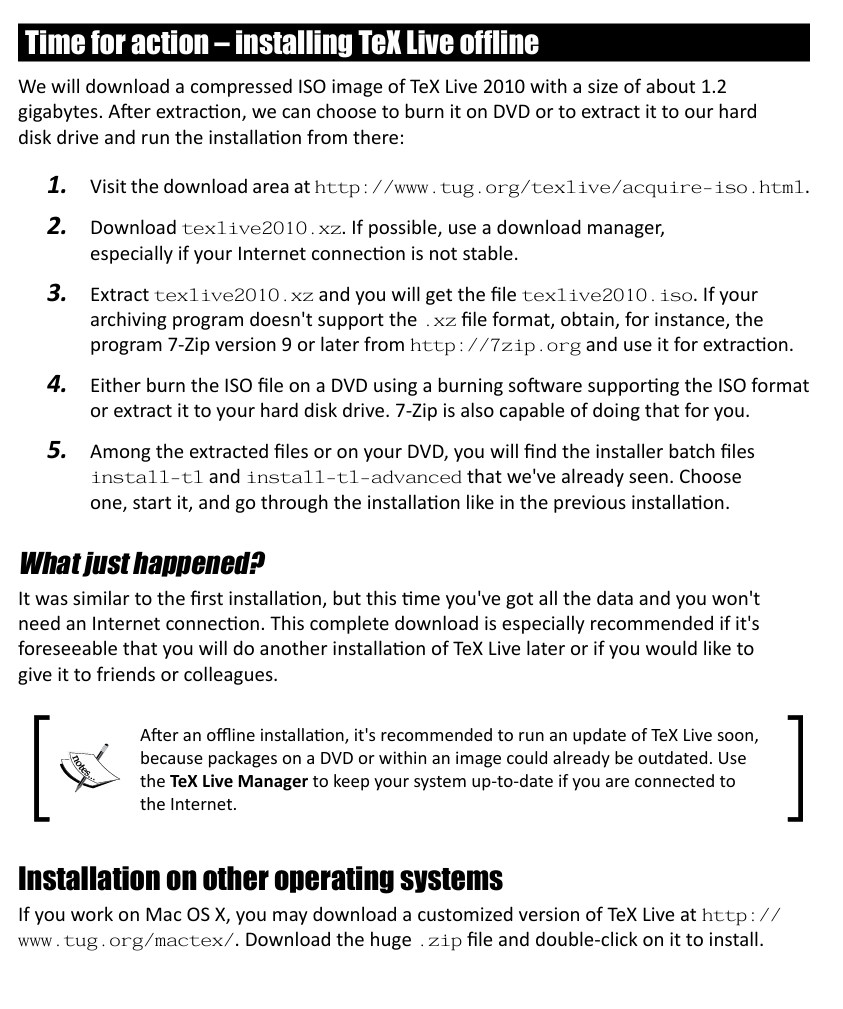 Time for action – installing TeX Live offline
We will download a compressed ISO image of TeX Live 2010 with a size of about 1.2
gigabytes. After extraction, we can choose to burn it on DVD or to extract it to our hard
disk drive and run the installation from there:
1. Visit the download area at http://www.tug.org/texlive/acquire-iso.html.
2. Download texlive2010.xz. If possible, use a download manager,
especially if your Internet connection is not stable.
3. Extract texlive2010.xz and you will get the file texlive2010.iso. If your
archiving program doesn't support the .xz file format, obtain, for instance, the
program 7-Zip version 9 or later from http://7zip.org and use it for extraction.
4. Either burn the ISO file on a DVD using a burning software supporting the ISO format
or extract it to your hard disk drive. 7-Zip is also capable of doing that for you.
5. Among the extracted files or on your DVD, you will find the installer batch files
install-tl and install-tl-advanced that we've already seen. Choose
one, start it, and go through the installation like in the previous installation.
What just happened?
It was similar to the first installation, but this time you've got all the data and you won't
need an Internet connection. This complete download is especially recommended if it's
foreseeable that you will do another installation of TeX Live later or if you would like to
give it to friends or colleagues.
notes...
After an offline installation, it's recommended to run an update of TeX Live soon,
because packages on a DVD or within an image could already be outdated. Use
the TeX Live Manager to keep your system up-to-date if you are connected to
the Internet.
Installation on other operating systems
If you work on Mac OS X, you may download a customized version of TeX Live at http://
www.tug.org/mactex/. Download the huge .zip file and double-click on it to install.